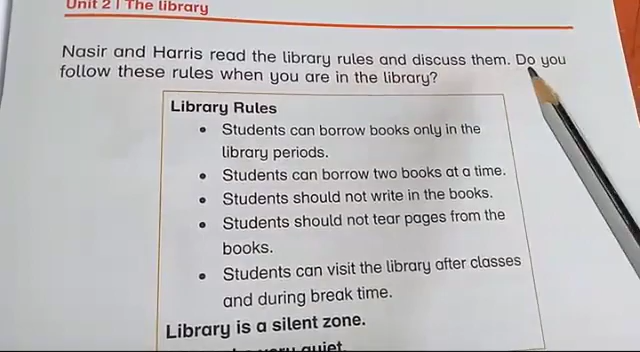 Unit 2 | The library
Nasir and Harris read the library rules and discuss them. Do you
follow these rules when you are in the library?
Library Rules
• Students can borrow books only in the
library periods.
• Students can borrow two books at a time.
• Students should not write in the books.
• Students should not tear pages from the
books.
• Students can visit the library after classes
and during break time.
Library is a silent zone.
very quiet.